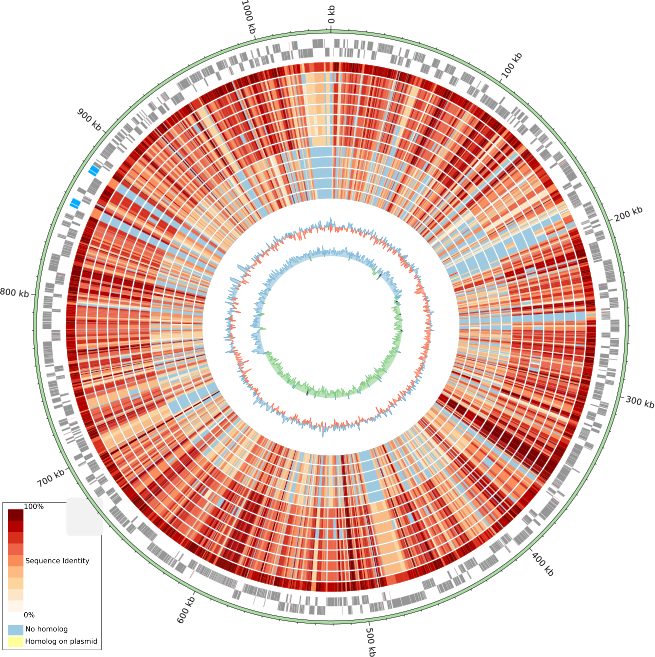 0 kb
100 kb
200 kb
300 kb
400 kb
500 kb
600 kb
700 kb
800 kb
900 kb
1000 kb
100%
Sequence Identity
0%
No homolog
Homolog on plasmid